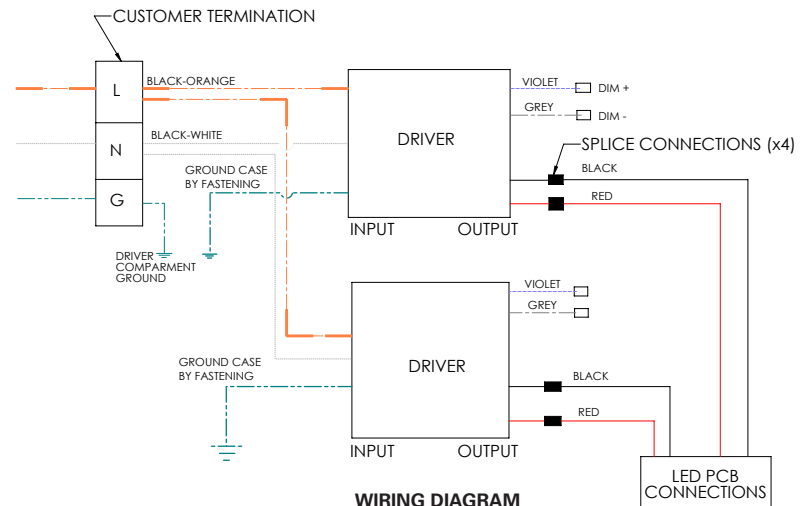 CUSTOMER TERMINATION
L
BLACK-ORANGE
VIOLET
DIM +
GREY
DIM -
N
BLACK-WHITE
DRIVER
SPLICE CONNECTIONS (x4)
BLACK
GROUND CASE
BY FASTENING
RED
G
INPUT
OUTPUT
DRIVER
COMPARMENT
GROUND
VIOLET
GREY
GROUND CASE
BY FASTENING
DRIVER
BLACK
RED
INPUT
OUTPUT
LED PCB
CONNECTIONS
WIRING DIAGRAM